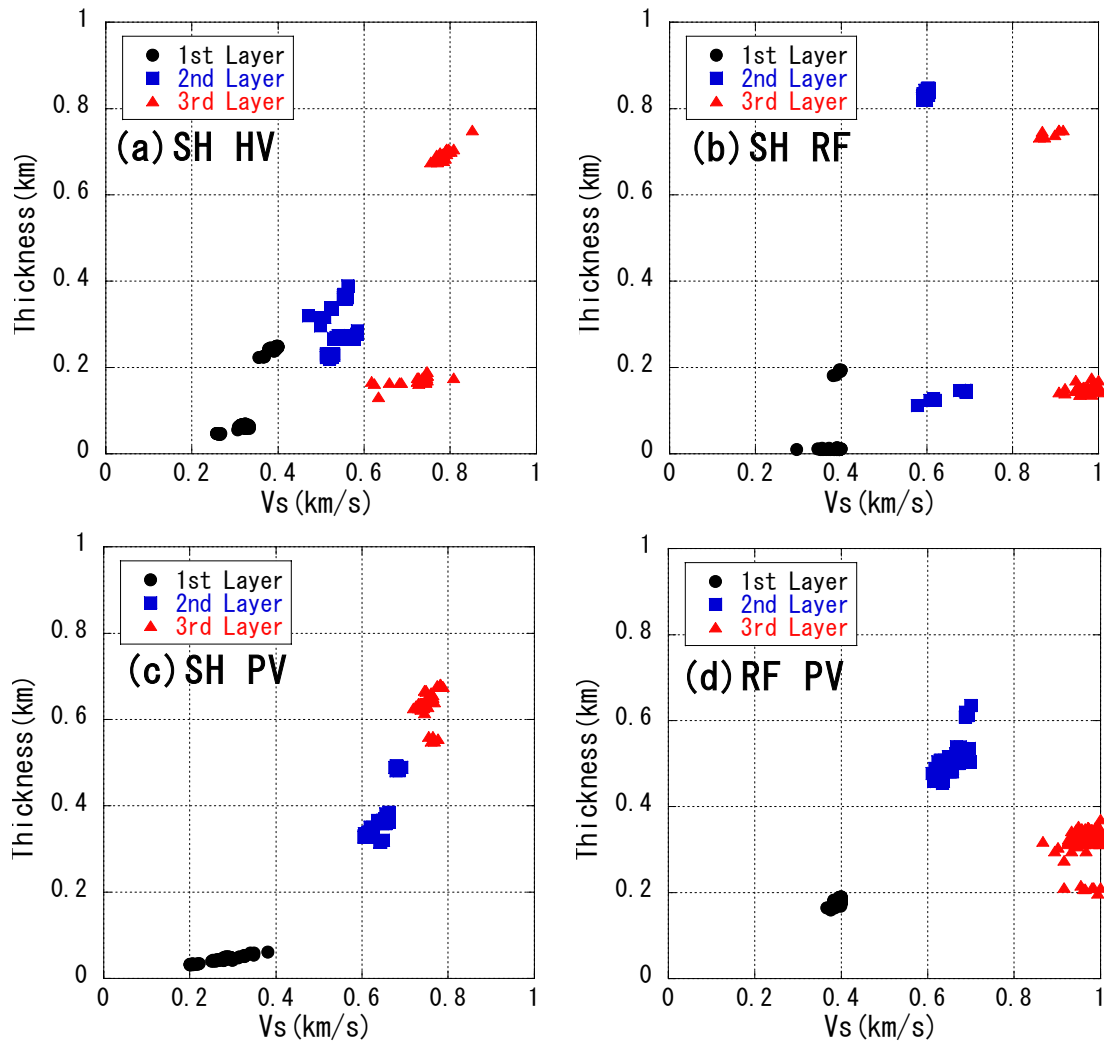 1
0.8
0.6
0.4
0.2
0
Thickness(km)
1st Layer
2nd Layer
3rd Layer
(a) SH HV
0
0.2
0.4
0.6
0.8
1
Vs(km/s)
1
0.8
0.6
0.4
0.2
0
Thickness(km)
1st Layer
2nd Layer
3rd Layer
(b) SH RF
0
0.2
0.4
0.6
0.8
1
Vs(km/s)
1
0.8
0.6
0.4
0.2
0
Thickness(km)
1st Layer
2nd Layer
3rd Layer
(c) SH PV
0
0.2
0.4
0.6
0.8
1
Vs(km/s)
1
0.8
0.6
0.4
0.2
0
Thickness(km)
1st Layer
2nd Layer
3rd Layer
(d) RF PV
0
0.2
0.4
0.6
0.8
1
Vs(km/s)